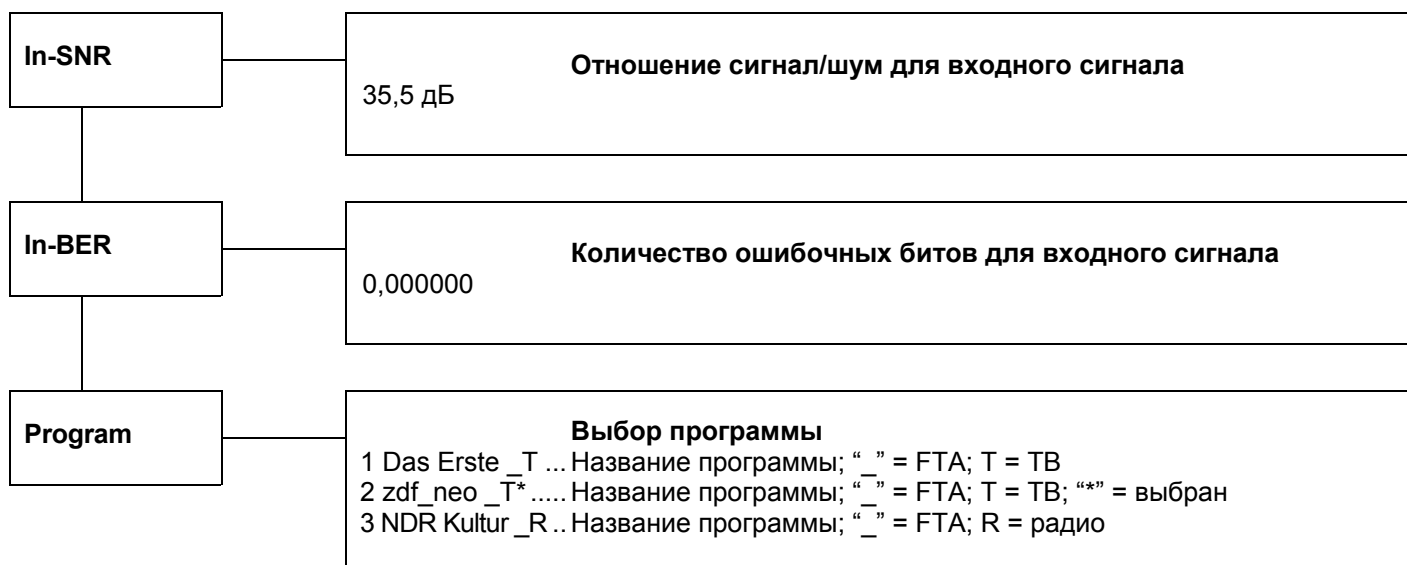 In-SNR
Отношение сигнал/шум для входного сигнала
35,5 дБ
In-BER
Количество ошибочных битов для входного сигнала
0,000000
Program
Выбор программы
1 Das Erste _T ... Название программы; “_” = FTA; T = ТВ
2 zdf_neo _T* ..... Название программы; “_” = FTA; T = ТВ; “*” = выбран
3 NDR Kultur _R .. Название программы; “_” = FTA; R = радио